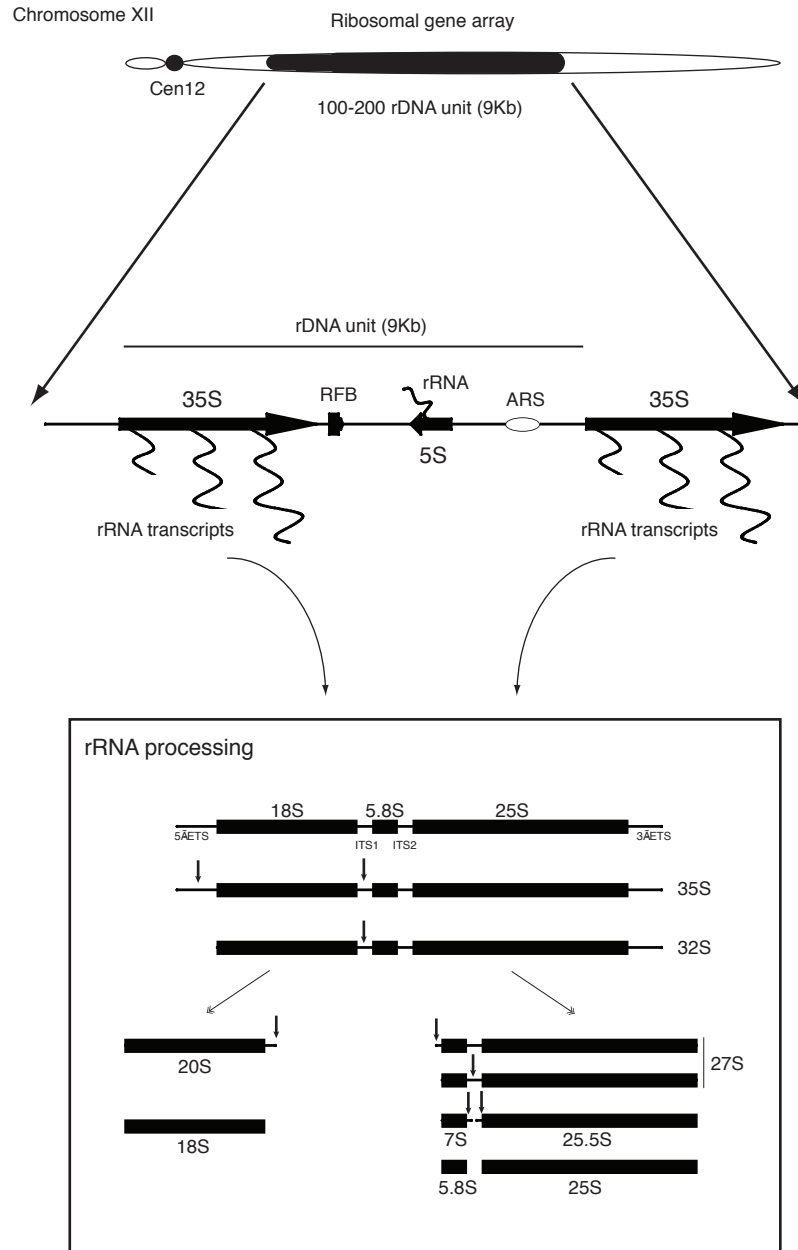 Chromosome XII
Ribosomal gene array
Cen12
100-200 rDNA unit (9Kb)
rDNA unit (9Kb)
35S
RFB
rRNA
ARS
35S
5S
rRNA transcripts
rRNA transcripts
rRNA processing
18S
5.8S
25S
5ÃETS
ITS1
ITS2
3ÃETS
35S
32S
20S
27S
18S
7S
25.5S
5.8S
25S